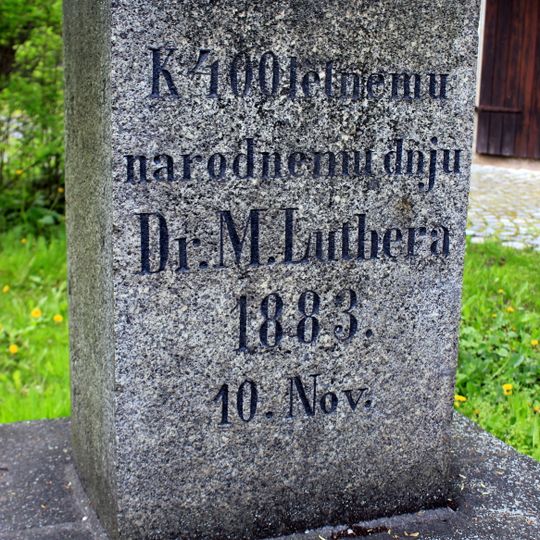 K 400letnemu
narodnemu dnju
Dr. M. Luthera
1883.
10. Nov.